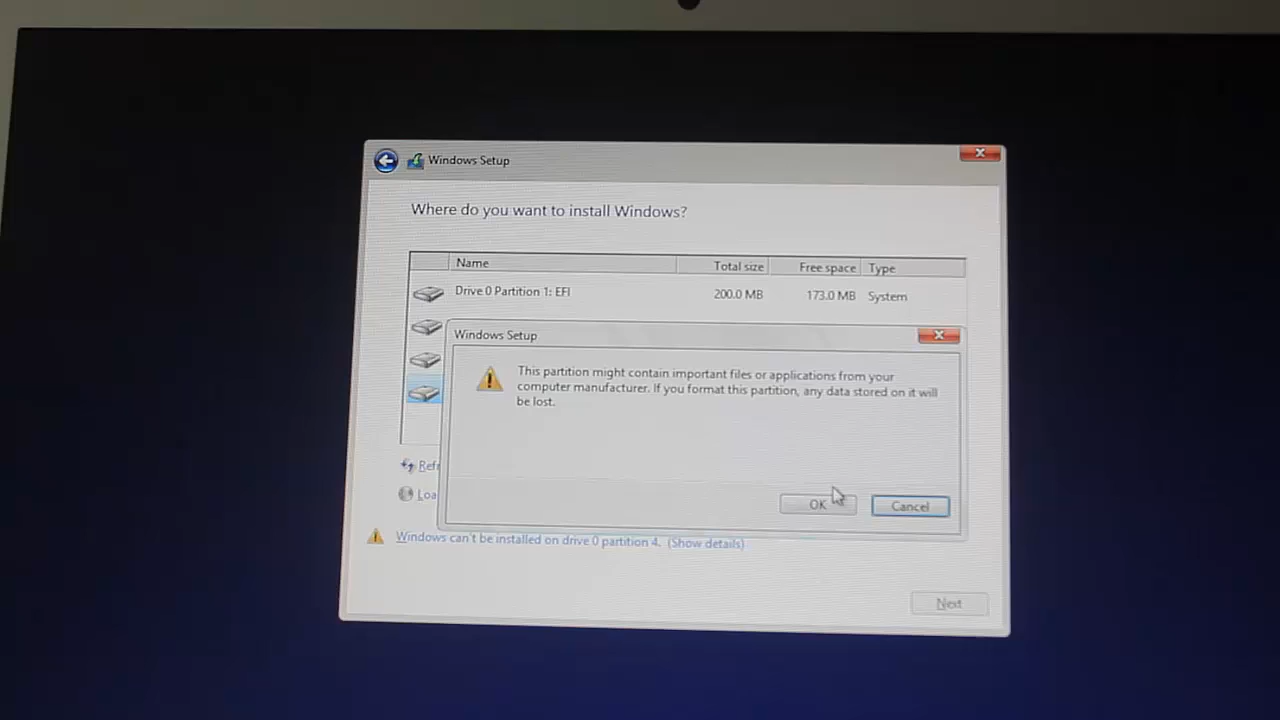 Windows Setup
Where do you want to install Windows?
Name Total size Free space Type
Drive 0 Partition 1: EFI 200.0 MB 173.0 MB System
Windows Setup
This partition might contain important files or applications from your
computer manufacturer. If you format this partition, any data stored on it will
be lost.
Refr
Loa
OK Cancel
Windows can't be installed on drive 0 partition 4. (Show details)
Next